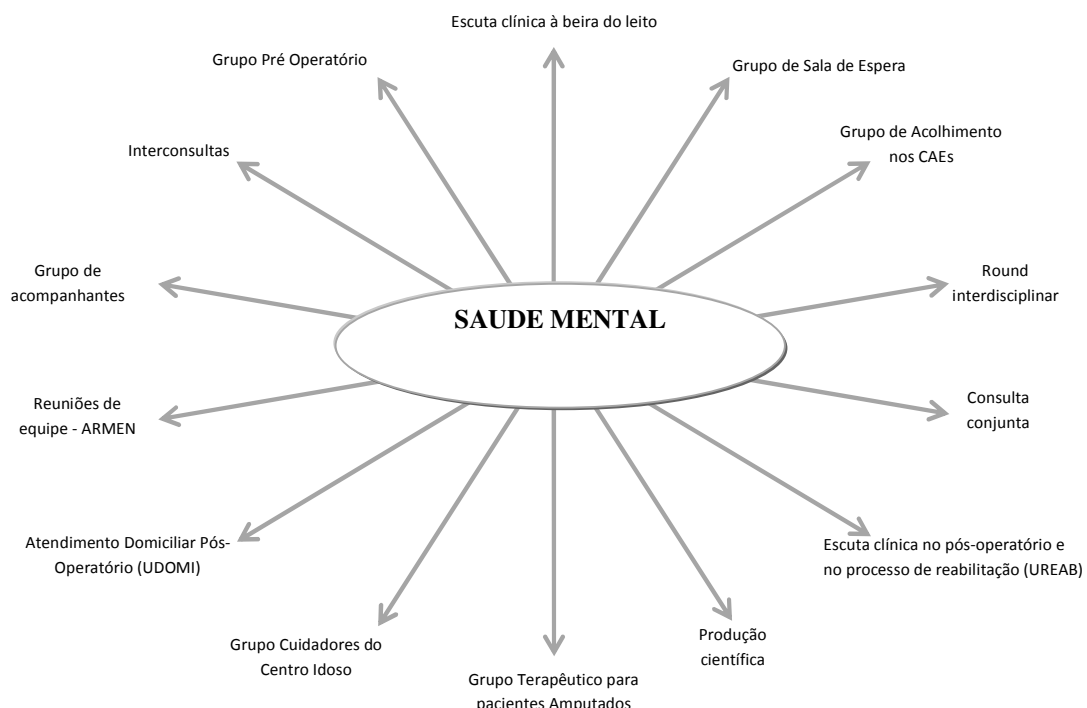 Escuta clínica à beira do leito
Grupo Pré Operatório
Grupo de Sala de Espera
Interconsultas
Grupo de Acolhimento
nos CAEs
Grupo de
acompanhantes
Round
interdisciplinar
SAUDE MENTAL
Reuniões de
equipe - ARMEN
Consulta
conjunta
Atendimento Domiciliar Pós-
Operatório (UDOMI)
Escuta clínica no pós-operatório e
no processo de reabilitação (UREAB)
Grupo Cuidadores do
Centro Idoso
Produção
científica
Grupo Terapêutico para
pacientes Amputados